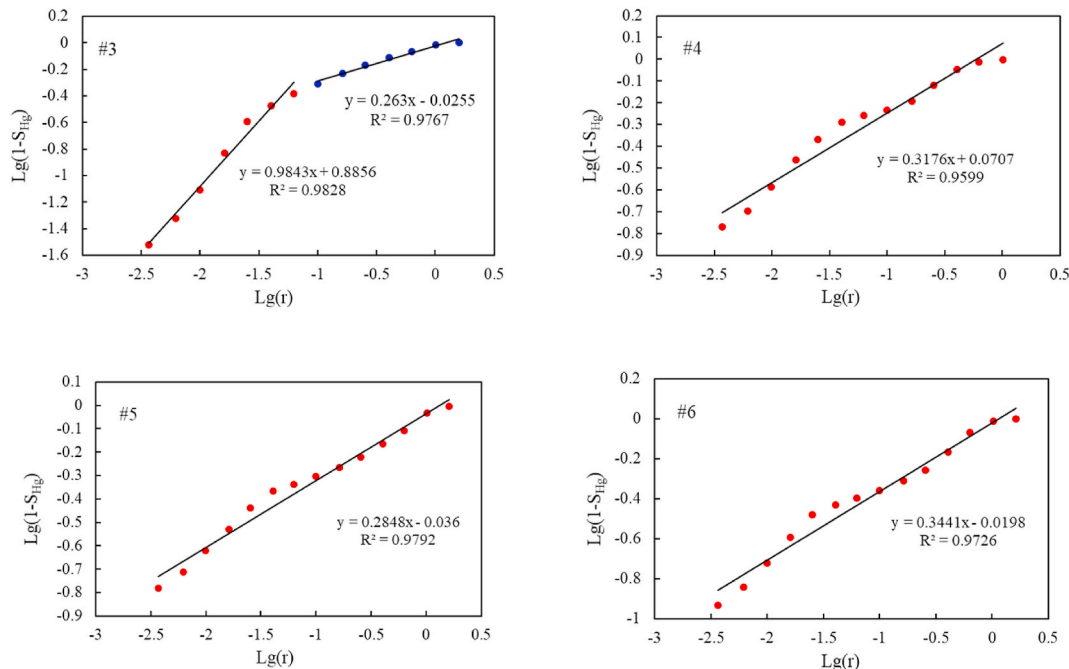 #3
0.2
0
-0.2
-0.4
-0.6
-0.8
-1
-1.2
-1.4
-1.6
Lg(1-S_Hg)
y = 0.263x - 0.0255
R² = 0.9767
y = 0.9843x + 0.8856
R² = 0.9828
-3 -2.5 -2 -1.5 -1 -0.5 0 0.5
Lg(r)
#4
0.2
0.1
0
-0.1
-0.2
-0.3
-0.4
-0.5
-0.6
-0.7
-0.8
-0.9
Lg(1-S_Hg)
y = 0.3176x + 0.0707
R² = 0.9599
-3 -2.5 -2 -1.5 -1 -0.5 0 0.5
Lg(r)
#5
0.1
0
-0.1
-0.2
-0.3
-0.4
-0.5
-0.6
-0.7
-0.8
-0.9
Lg(1-S_Hg)
y = 0.2848x - 0.036
R² = 0.9792
-3 -2.5 -2 -1.5 -1 -0.5 0 0.5
Lg(r)
#6
0.2
0
-0.2
-0.4
-0.6
-0.8
-1
Lg(1-S_Hg)
y = 0.3441x - 0.0198
R² = 0.9726
-3 -2.5 -2 -1.5 -1 -0.5 0 0.5
Lg(r)